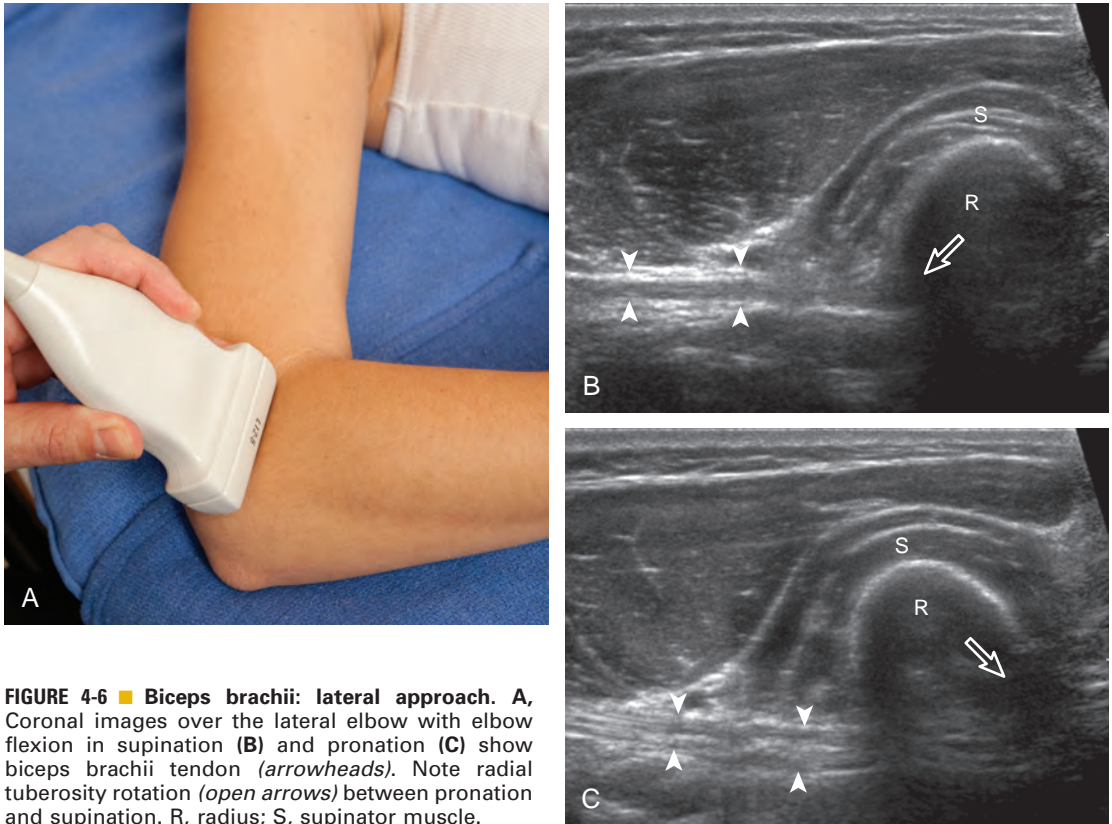 A
L12-5
S
R
B
S
R
C
FIGURE 4-6 ■ Biceps brachii: lateral approach. A,
Coronal images over the lateral elbow with elbow
flexion in supination (B) and pronation (C) show
biceps brachii tendon (arrowheads). Note radial
tuberosity rotation (open arrows) between pronation
and supination. R, radius; S, supinator muscle.